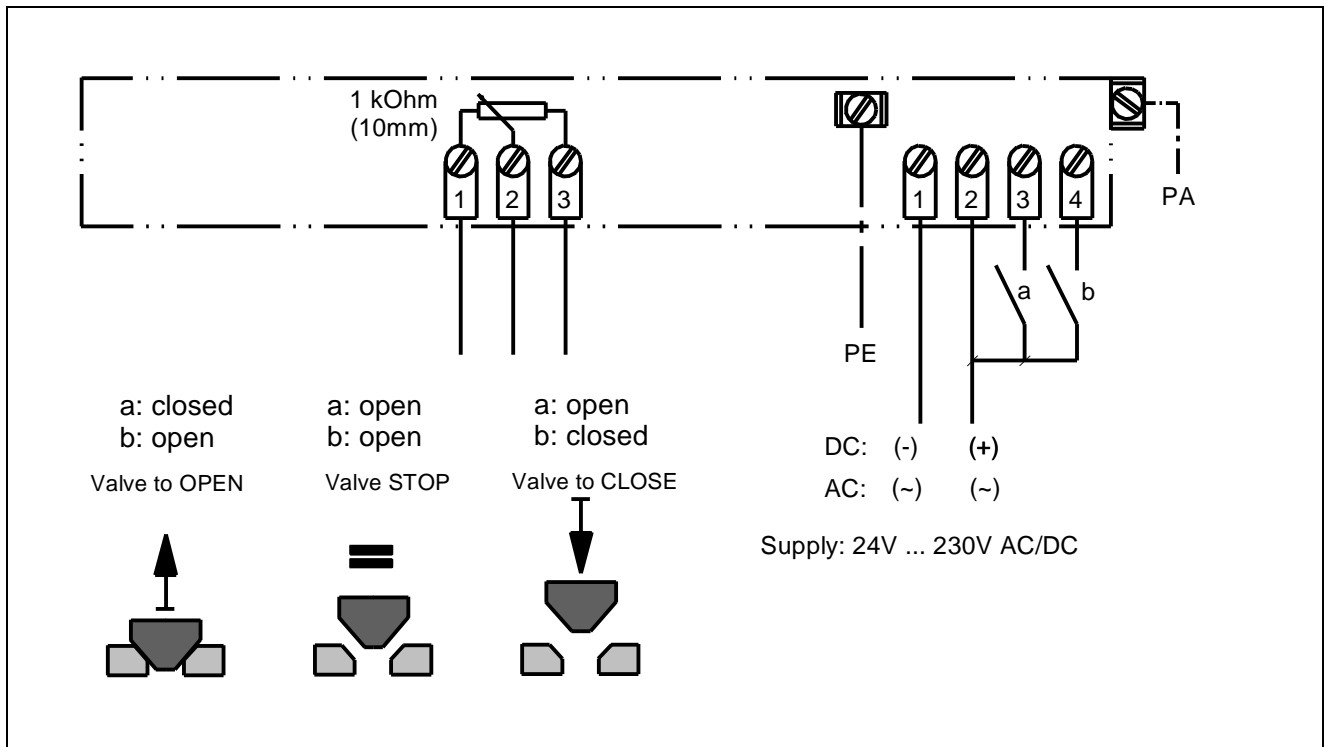 1 kOhm
(10mm)
1 2 3
1 2 3 4
PA
a b
PE
a: closed
b: open
Valve to OPEN
a: open
b: open
Valve STOP
a: open
b: closed
Valve to CLOSE
DC: (-) (+)
AC: (~) (~)
Supply: 24V ... 230V AC/DC